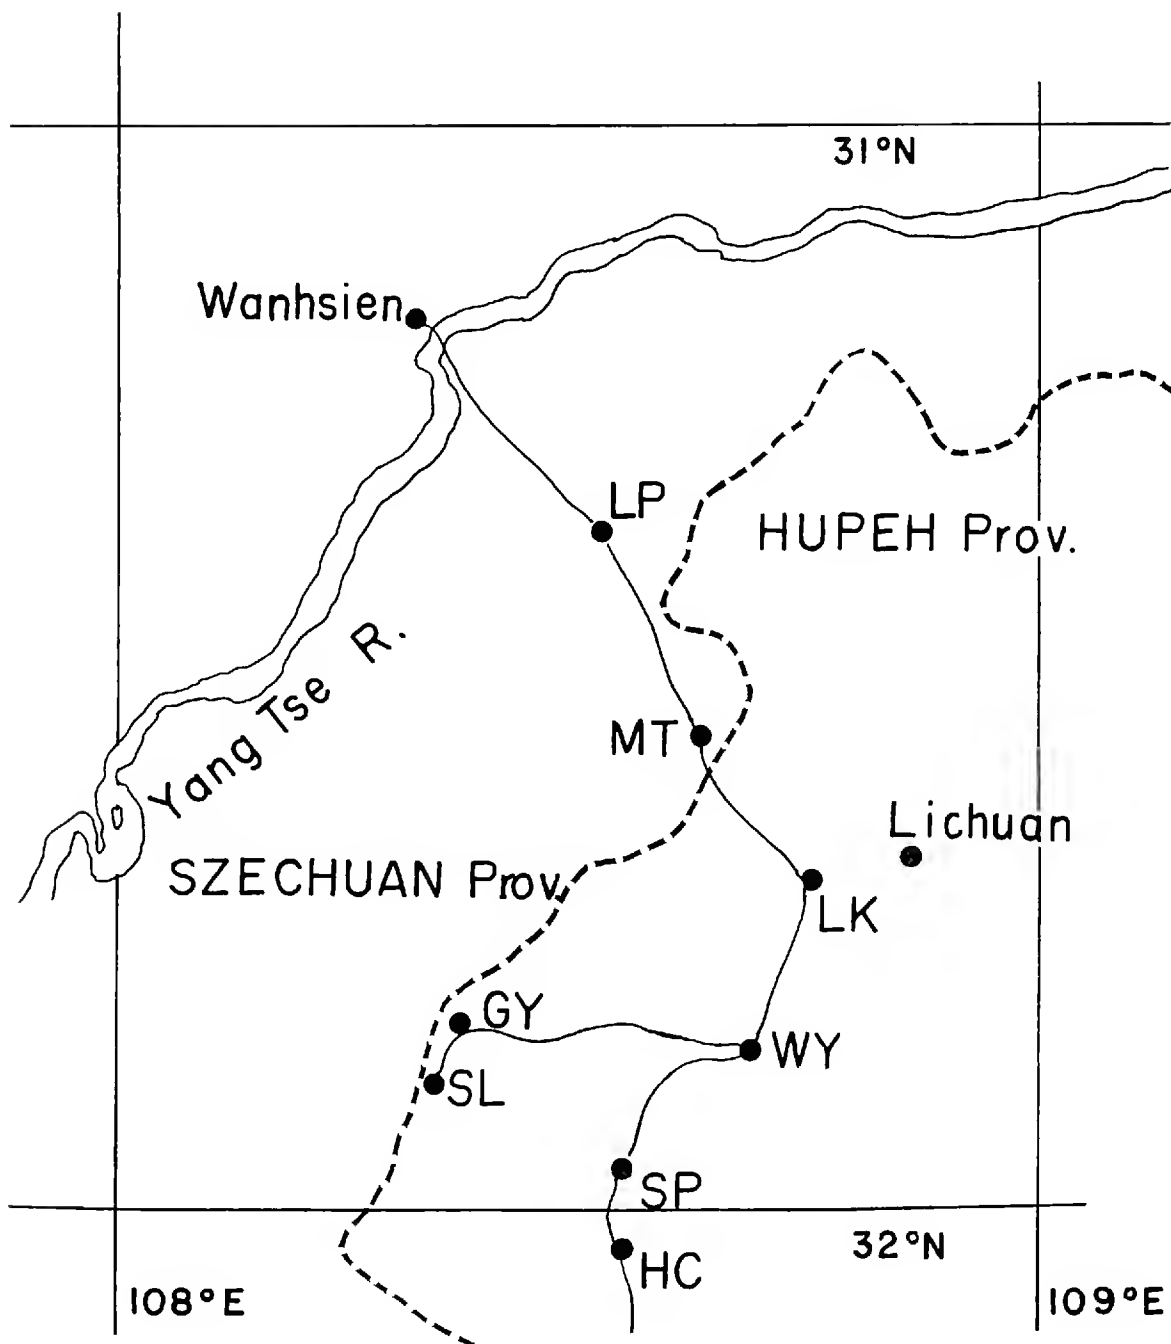 31°N
Wanhsien
LP
HUPEH Prov.
Yang Tse R.
MT
Lichuan
SZECHUAN Prov.
LK
GY
WY
SL
SP
32°N
HC
108°E
109°E